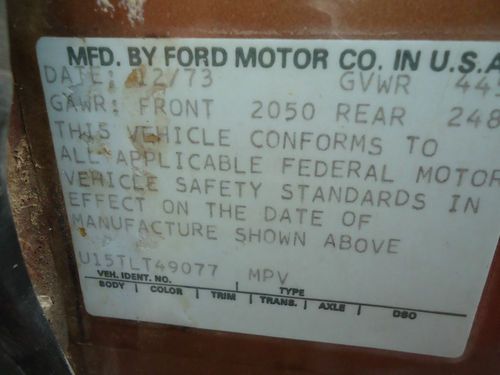 MFD. BY FORD MOTOR CO. IN U.S.A
DATE: 12/73 GVWR 445
GAWR: FRONT 2050 REAR 248
THIS VEHICLE CONFORMS TO
ALL APPLICABLE FEDERAL MOTOR
VEHICLE SAFETY STANDARDS IN
EFFECT ON THE DATE OF
MANUFACTURE SHOWN ABOVE
U15TLT49077 MPV
VEH. IDENT. NO. TYPE
BODY | COLOR | TRIM | TRANS. | AXLE | DSO